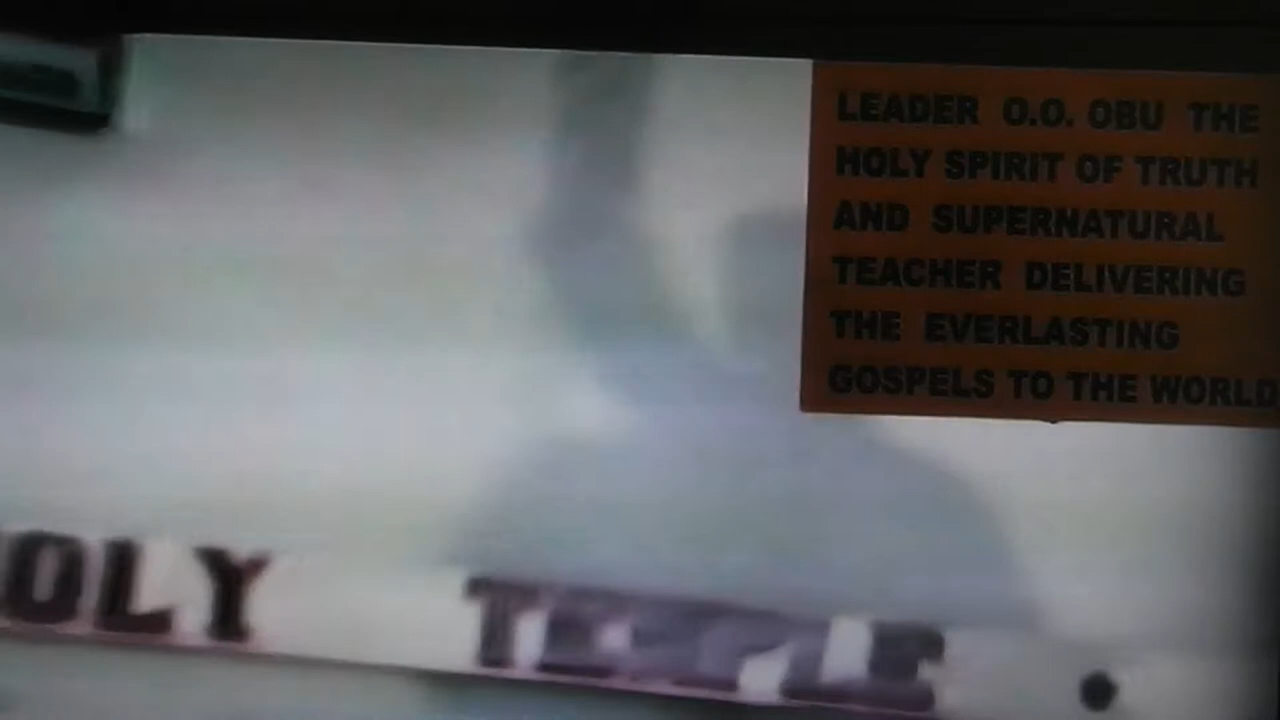 LEADER O.O. OBU THE
HOLY SPIRIT OF TRUTH
AND SUPERNATURAL
TEACHER DELIVERING
THE EVERLASTING
GOSPELS TO THE WORLD
OLY